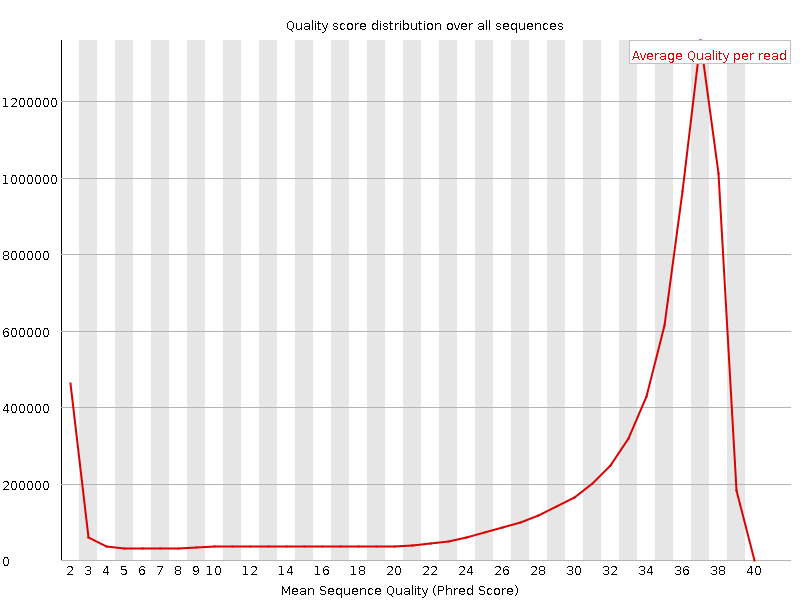 Quality score distribution over all sequences
Average Quality per read
1200000
1000000
800000
600000
400000
200000
0
2 3 4 5 6 7 8 9 10 12 14 16 18 20 22 24 26 28 30 32 34 36 38 40
Mean Sequence Quality (Phred Score)